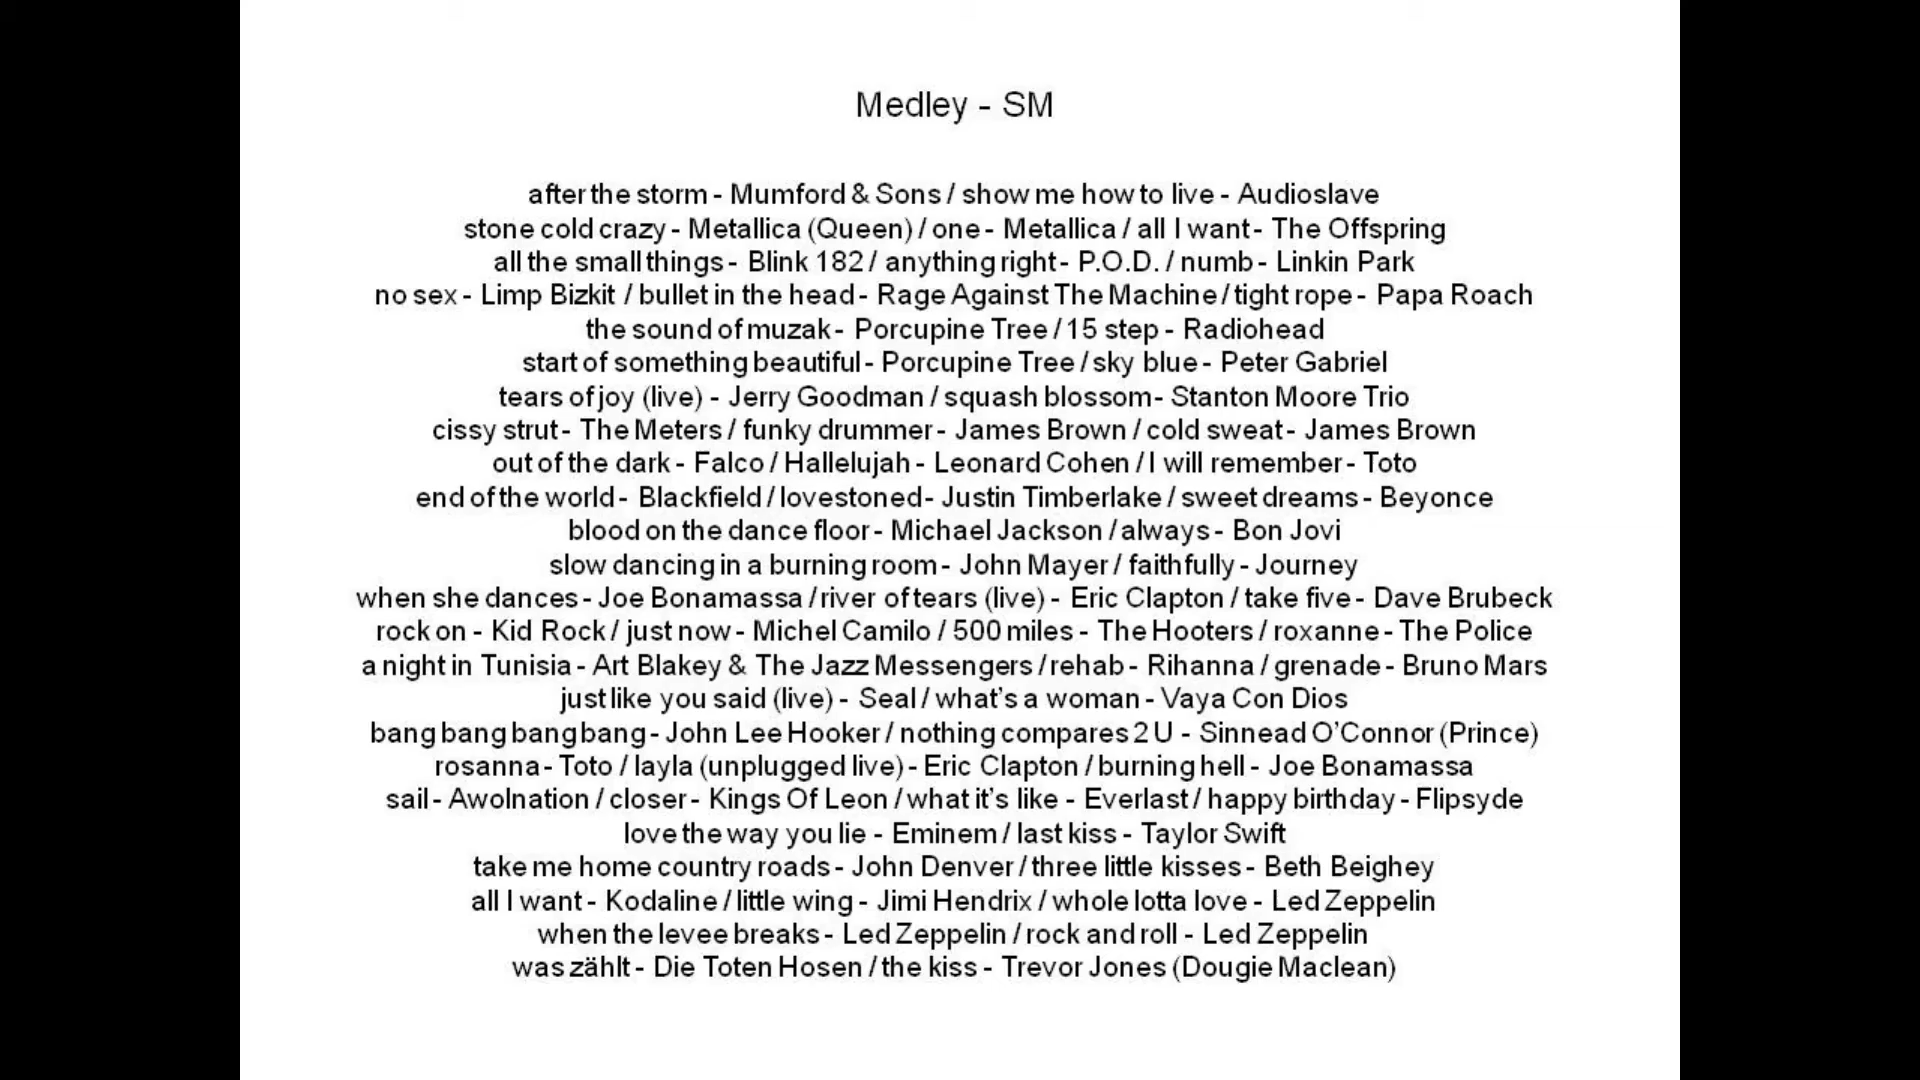 Medley - SM
after the storm - Mumford & Sons / show me how to live - Audioslave
stone cold crazy - Metallica (Queen) / one - Metallica / all I want - The Offspring
all the small things - Blink 182 / anything right - P.O.D. / numb - Linkin Park
no sex - Limp Bizkit / bullet in the head - Rage Against The Machine / tight rope - Papa Roach
the sound of muzak - Porcupine Tree / 15 step - Radiohead
start of something beautiful - Porcupine Tree / sky blue - Peter Gabriel
tears of joy (live) - Jerry Goodman / squash blossom - Stanton Moore Trio
cissy strut - The Meters / funky drummer - James Brown / cold sweat - James Brown
out of the dark - Falco / Hallelujah - Leonard Cohen / I will remember - Toto
end of the world - Blackfield / lovestoned - Justin Timberlake / sweet dreams - Beyonce
blood on the dance floor - Michael Jackson / always - Bon Jovi
slow dancing in a burning room - John Mayer / faithfully - Journey
when she dances - Joe Bonamassa / river of tears (live) - Eric Clapton / take five - Dave Brubeck
rock on - Kid Rock / just now - Michel Camilo / 500 miles - The Hooters / roxanne - The Police
a night in Tunisia - Art Blakey & The Jazz Messengers / rehab - Rihanna / grenade - Bruno Mars
just like you said (live) - Seal / what's a woman - Vaya Con Dios
bang bang bang bang - John Lee Hooker / nothing compares 2 U - Sinnead O'Connor (Prince)
rosanna - Toto / layla (unplugged live) - Eric Clapton / burning hell - Joe Bonamassa
sail - Awolnation / closer - Kings Of Leon / what it's like - Everlast / happy birthday - Flipsyde
love the way you lie - Eminem / last kiss - Taylor Swift
take me home country roads - John Denver / three little kisses - Beth Beighey
all I want - Kodaline / little wing - Jimi Hendrix / whole lotta love - Led Zeppelin
when the levee breaks - Led Zeppelin / rock and roll - Led Zeppelin
was zählt - Die Toten Hosen / the kiss - Trevor Jones (Dougie Maclean)